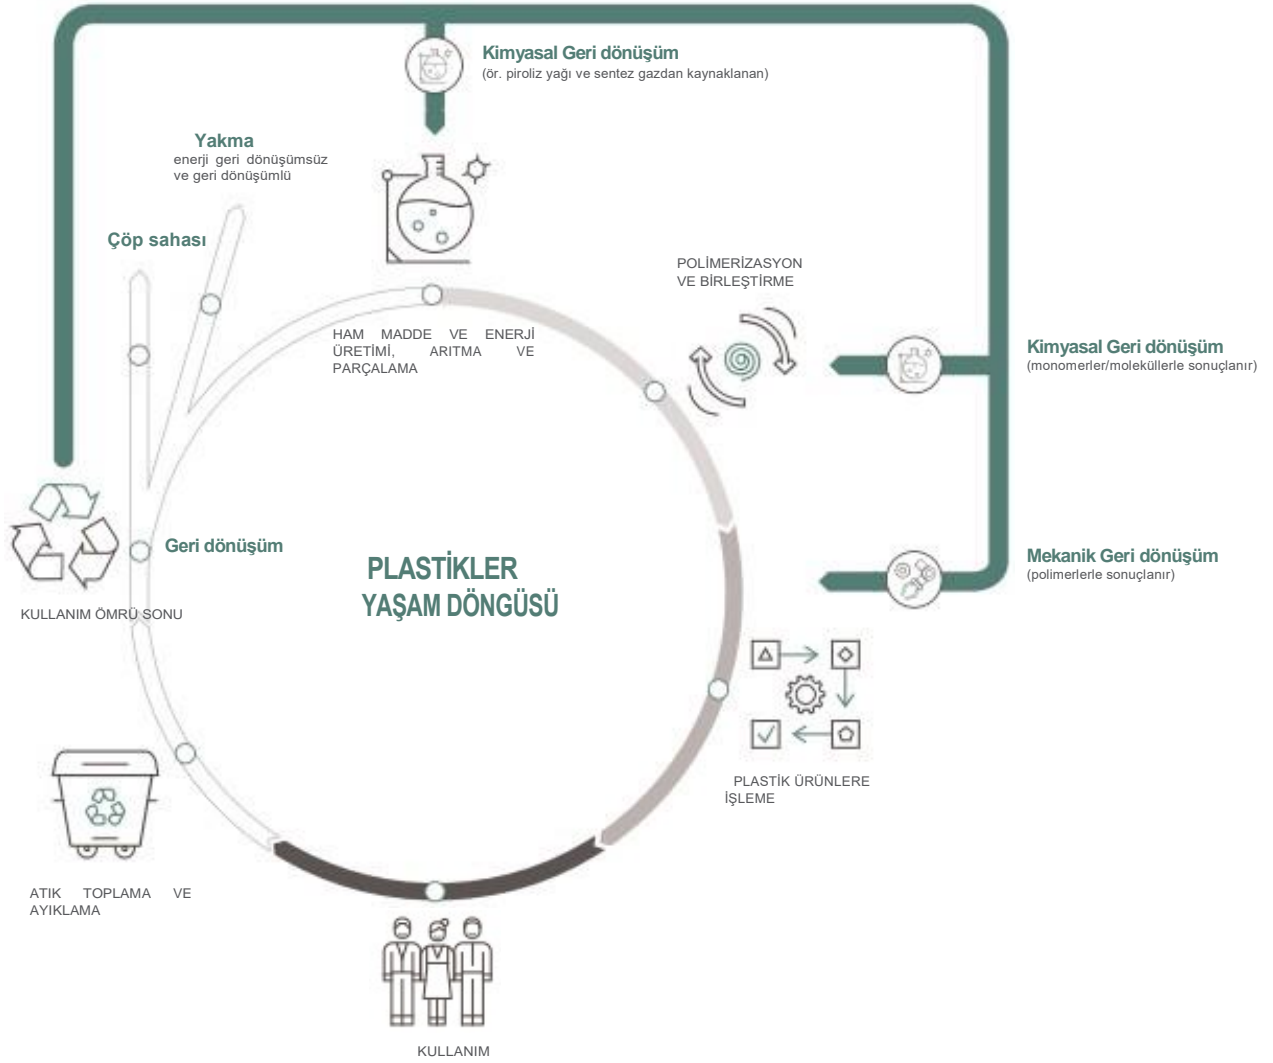 Kimyasal Geri dönüşüm
(ör. piroliz yağı ve sentez gazdan kaynaklanan)
Yakma
enerji geri dönüşümsüz
ve geri dönüşümlü
Çöp sahası
POLİMERİZASYON
VE BİRLEŞTİRME
HAM MADDE VE ENERJİ
ÜRETİMİ, ARITMA VE
PARÇALAMA
Kimyasal Geri dönüşüm
(monomerler/moleküllerle sonuçlanır)
Geri dönüşüm
Mekanik Geri dönüşüm
(polimerlerle sonuçlanır)
PLASTİKLER
YAŞAM DÖNGÜSÜ
KULLANIM ÖMRÜ SONU
PLASTİK ÜRÜNLERE
İŞLEME
ATIK TOPLAMA VE
AYIKLAMA
KULLANIM